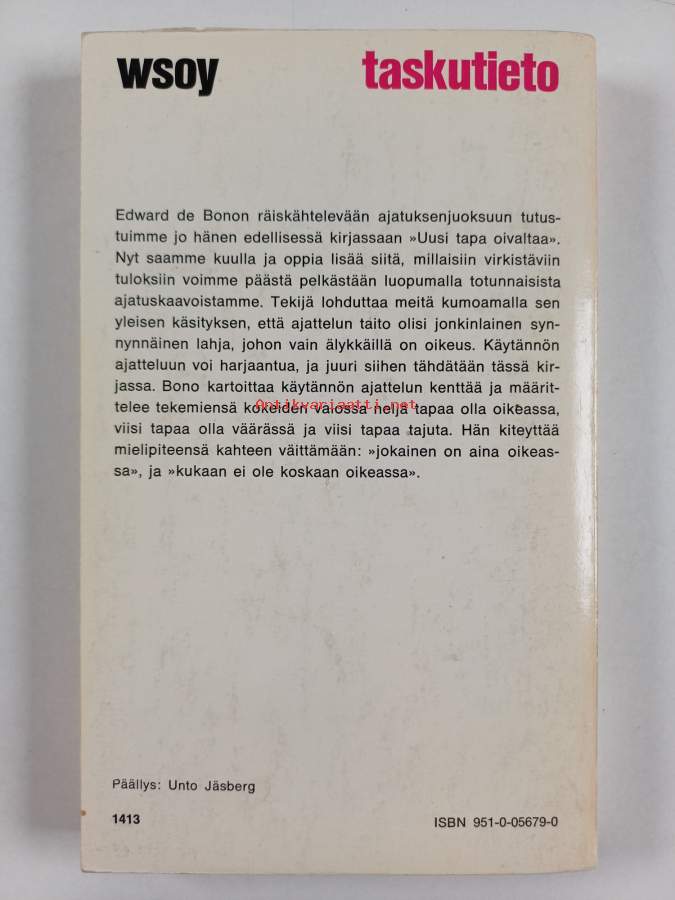 wsoy taskutieto
Edward de Bonon räiskähtelevään ajatuksenjuoksuun tutus-
tuimme jo hänen edellisessä kirjassaan »Uusi tapa oivaltaa».
Nyt saamme kuulla ja oppia lisää siitä, millaisiin virkistäviin
tuloksiin voimme päästä pelkästään luopumalla totunnaisista
ajatuskaavoistamme. Tekijä lohduttaa meitä kumoamalla sen
yleisen käsityksen, että ajattelun taito olisi jonkinlainen syn-
nynnäinen lahja, johon vain älykkäillä on oikeus. Käytännön
ajatteluun voi harjaantua, ja juuri siihen tähdätään tässä kir-
jassa. Bono kartoittaa käytännön ajattelun kenttää ja määrit-
telee tekemiensä kokeiden valossa neljä tapaa olla oikeassa,
Antikvariaatti.net
viisi tapaa olla väärässä ja viisi tapaa tajuta. Hän kiteyttää
mielipiteensä kahteen väittämään: »jokainen on aina oikeas-
sa», ja »kukaan ei ole koskaan oikeassa».
Päällys: Unto Jäsberg
1413 ISBN 951-0-05679-0